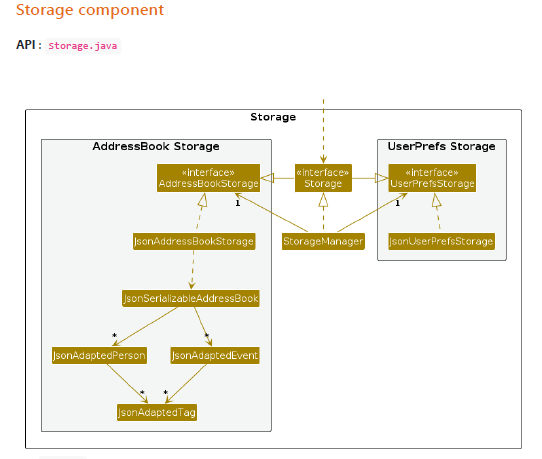 Storage component
API : Storage.java
Storage
AddressBook Storage
UserPrefs Storage
«interface»
AddressBookStorage
«interface»
Storage
«interface»
UserPrefsStorage
1
1
JsonAddressBookStorage
StorageManager
JsonUserPrefsStorage
JsonSerializableAddressBook
*
*
JsonAdaptedPerson
JsonAdaptedEvent
*
*
JsonAdaptedTag